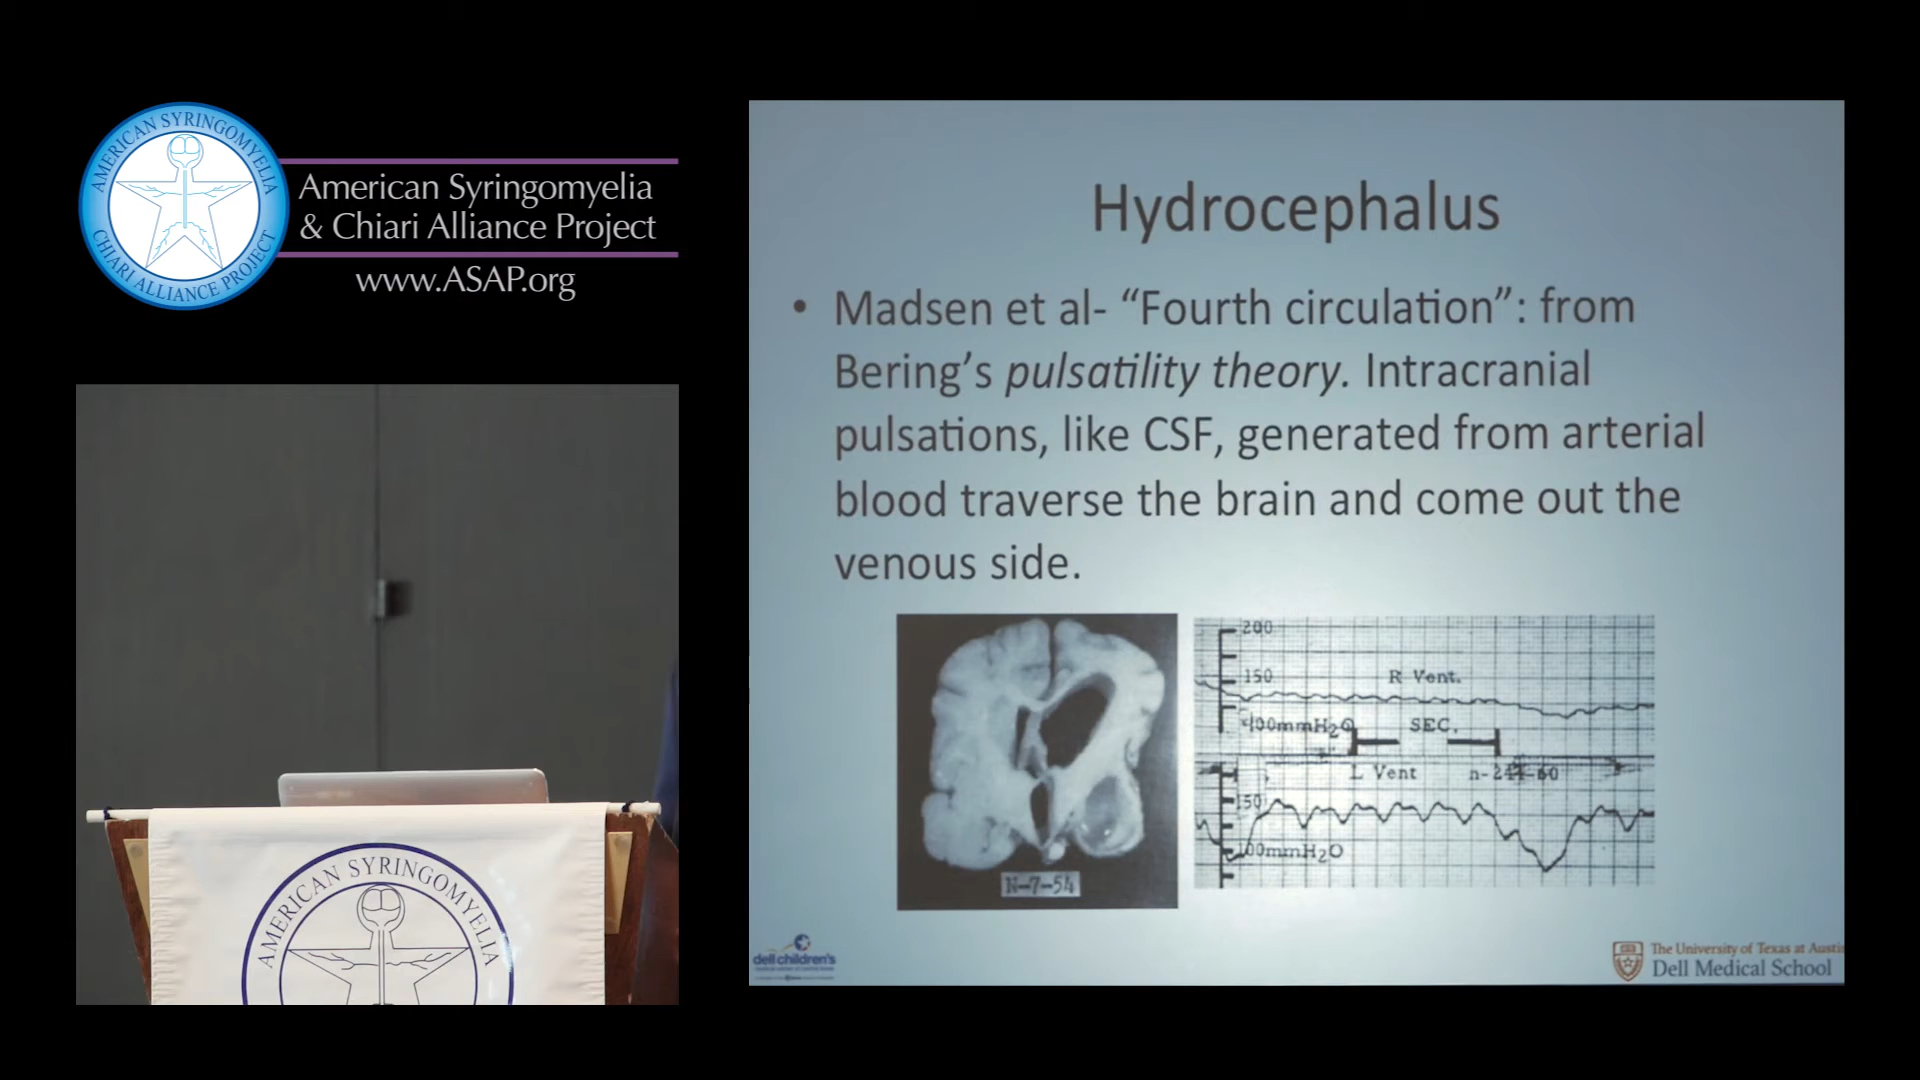 AMERICAN SYRINGOMYELIA
CHIARI ALLIANCE PROJECT
American Syringomyelia
& Chiari Alliance Project
www.ASAP.org
Hydrocephalus
• Madsen et al- “Fourth circulation”: from
Bering’s pulsatility theory. Intracranial
pulsations, like CSF, generated from arterial
blood traverse the brain and come out the
venous side.
N-7-54
200
150
R Vent.
100mmH2O
SEC.
L Vent
150
100mmH2O
dell children's
The University of Texas at Austi
Dell Medical School
AMERICAN SYRINGOMYELIA